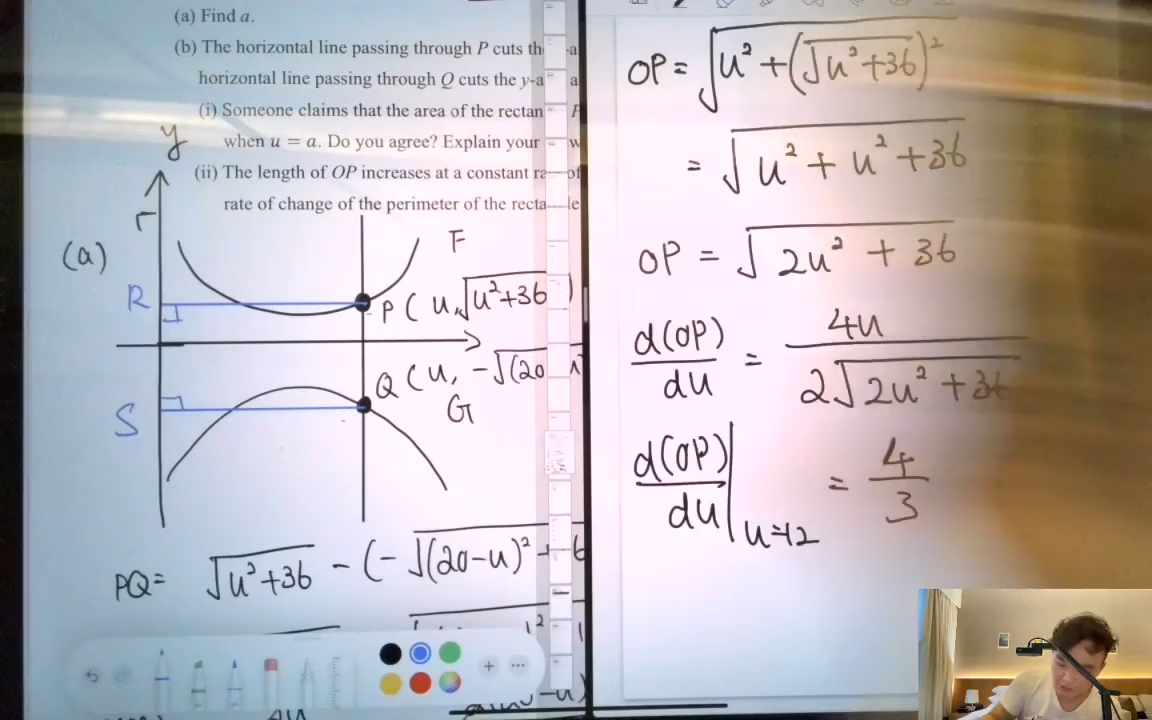 (a) Find a.
(b) The horizontal line passing through P cuts th
horizontal line passing through Q cuts the y-a
(i) Someone claims that the area of the rectan
when u = a. Do you agree? Explain your
(ii) The length of OP increases at a constant ra
rate of change of the perimeter of the recta
y
(a)
F
R
P ( u, √(u²+36) )
Q ( u, -√((20
G
S
PQ= √(u²+36) - (-√((20-u)²+
OP = √(u² + (√(u²+36))²)
= √(u² + u² + 36)
OP = √(2u² + 36)
d(OP)/du = 4u/(2√(2u² + 36))
d(OP)/du |u=12 = 4/3